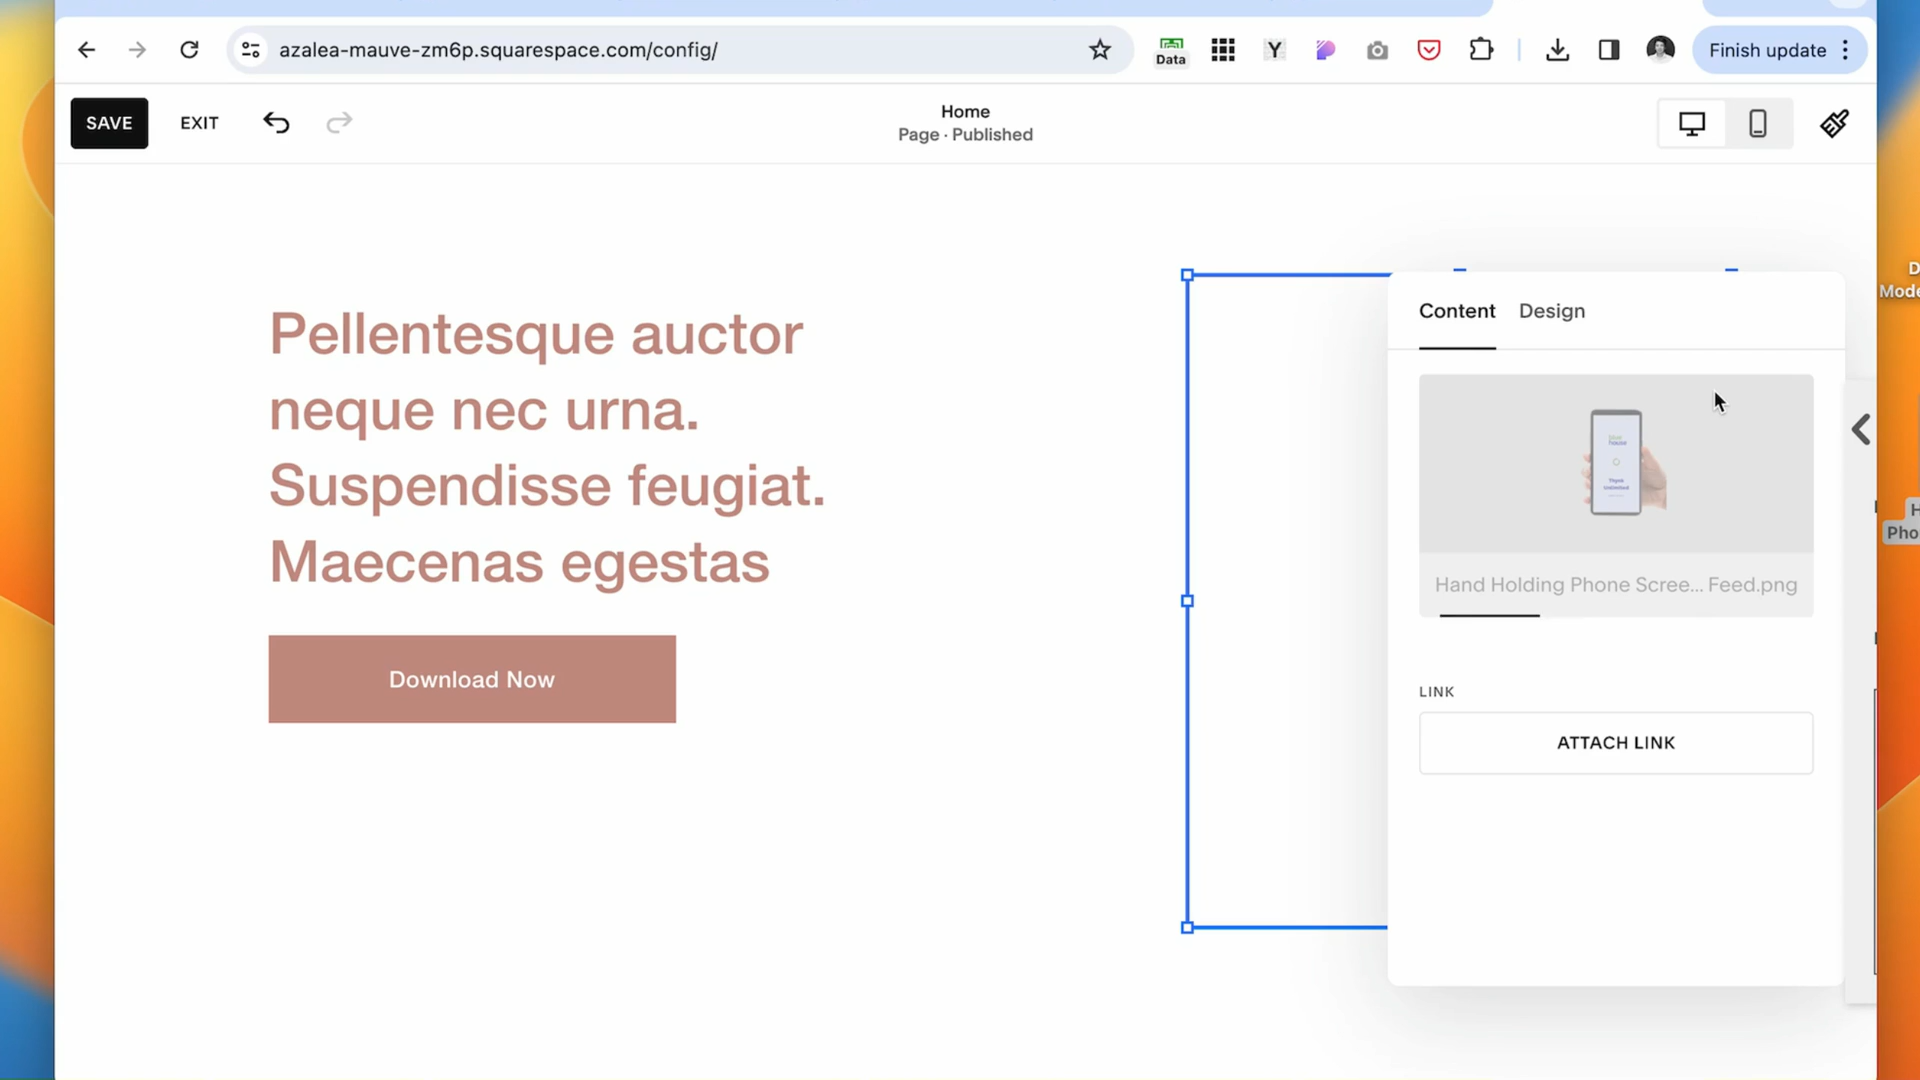 azalea-mauve-zm6p.squarespace.com/config/
Data
Y
Finish update
SAVE
EXIT
Home
Page · Published
Pellentesque auctor
neque nec urna.
Suspendisse feugiat.
Maecenas egestas
Download Now
Content
Design
Hand Holding Phone Scree... Feed.png
LINK
ATTACH LINK
D
Mode
H
Pho